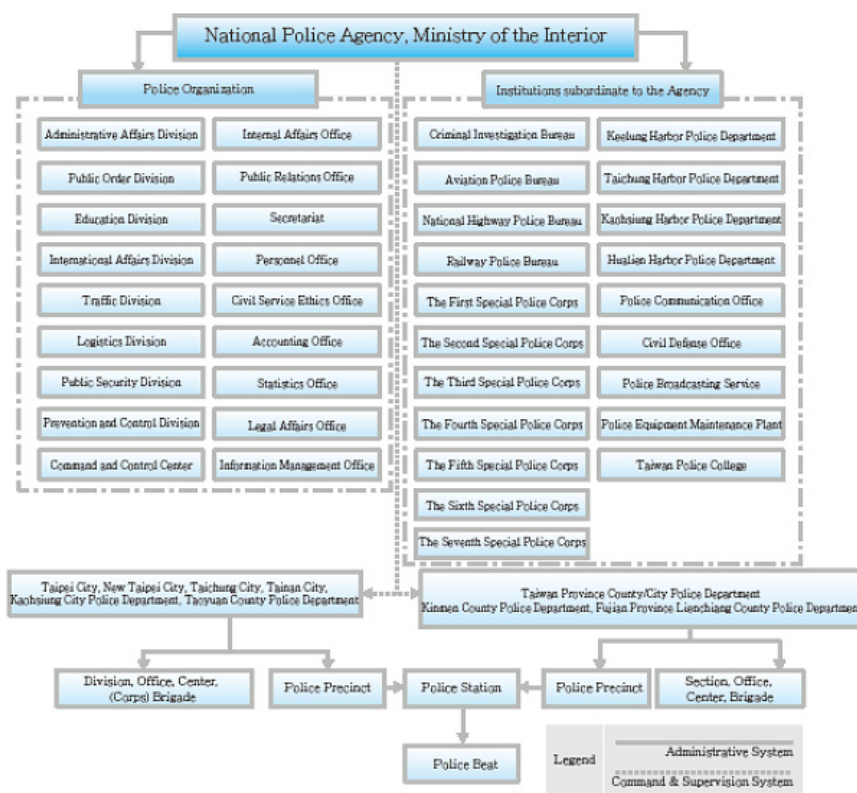 National Police Agency, Ministry of the Interior
Police Organization
Administrative Affairs Division
Internal Affairs Office
Public Order Division
Public Relations Office
Education Division
Secretariat
International Affairs Division
Personnel Office
Traffic Division
Civil Service Ethics Office
Logistics Division
Accounting Office
Public Security Division
Statistics Office
Prevention and Control Division
Legal Affairs Office
Command and Control Center
Information Management Office
Institutions subordinate to the Agency
Criminal Investigation Bureau
Keelung Harbor Police Department
Aviation Police Bureau
Taichung Harbor Police Department
National Highway Police Bureau
Kaohsiung Harbor Police Department
Railway Police Bureau
Hualien Harbor Police Department
The First Special Police Corps
Police Communication Office
The Second Special Police Corps
Civil Defense Office
The Third Special Police Corps
Police Broadcasting Service
The Fourth Special Police Corps
Police Equipment Maintenance Plant
The Fifth Special Police Corps
Taiwan Police College
The Sixth Special Police Corps
The Seventh Special Police Corps
Taipei City, New Taipei City, Taichung City, Tainan City,
Kaohsiung City Police Department, Taoyuan County Police Department
Taiwan Province County/City Police Department
Kinmen County Police Department, Fujian Province Lienchiang County Police Department
Division, Office, Center,
(Corps) Brigade
Police Precinct
Police Station
Police Precinct
Section, Office,
Center, Brigade
Police Beat
Legend
Administrative System
Command & Supervision System